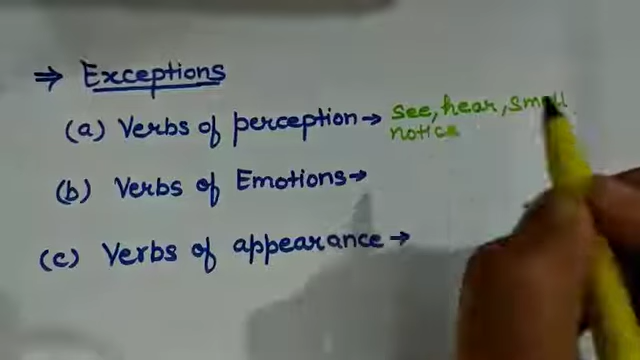 ⇒ Exceptions
(a) Verbs of perception → see, hear, smell
notice
(b) Verbs of Emotions →
(c) Verbs of appearance →